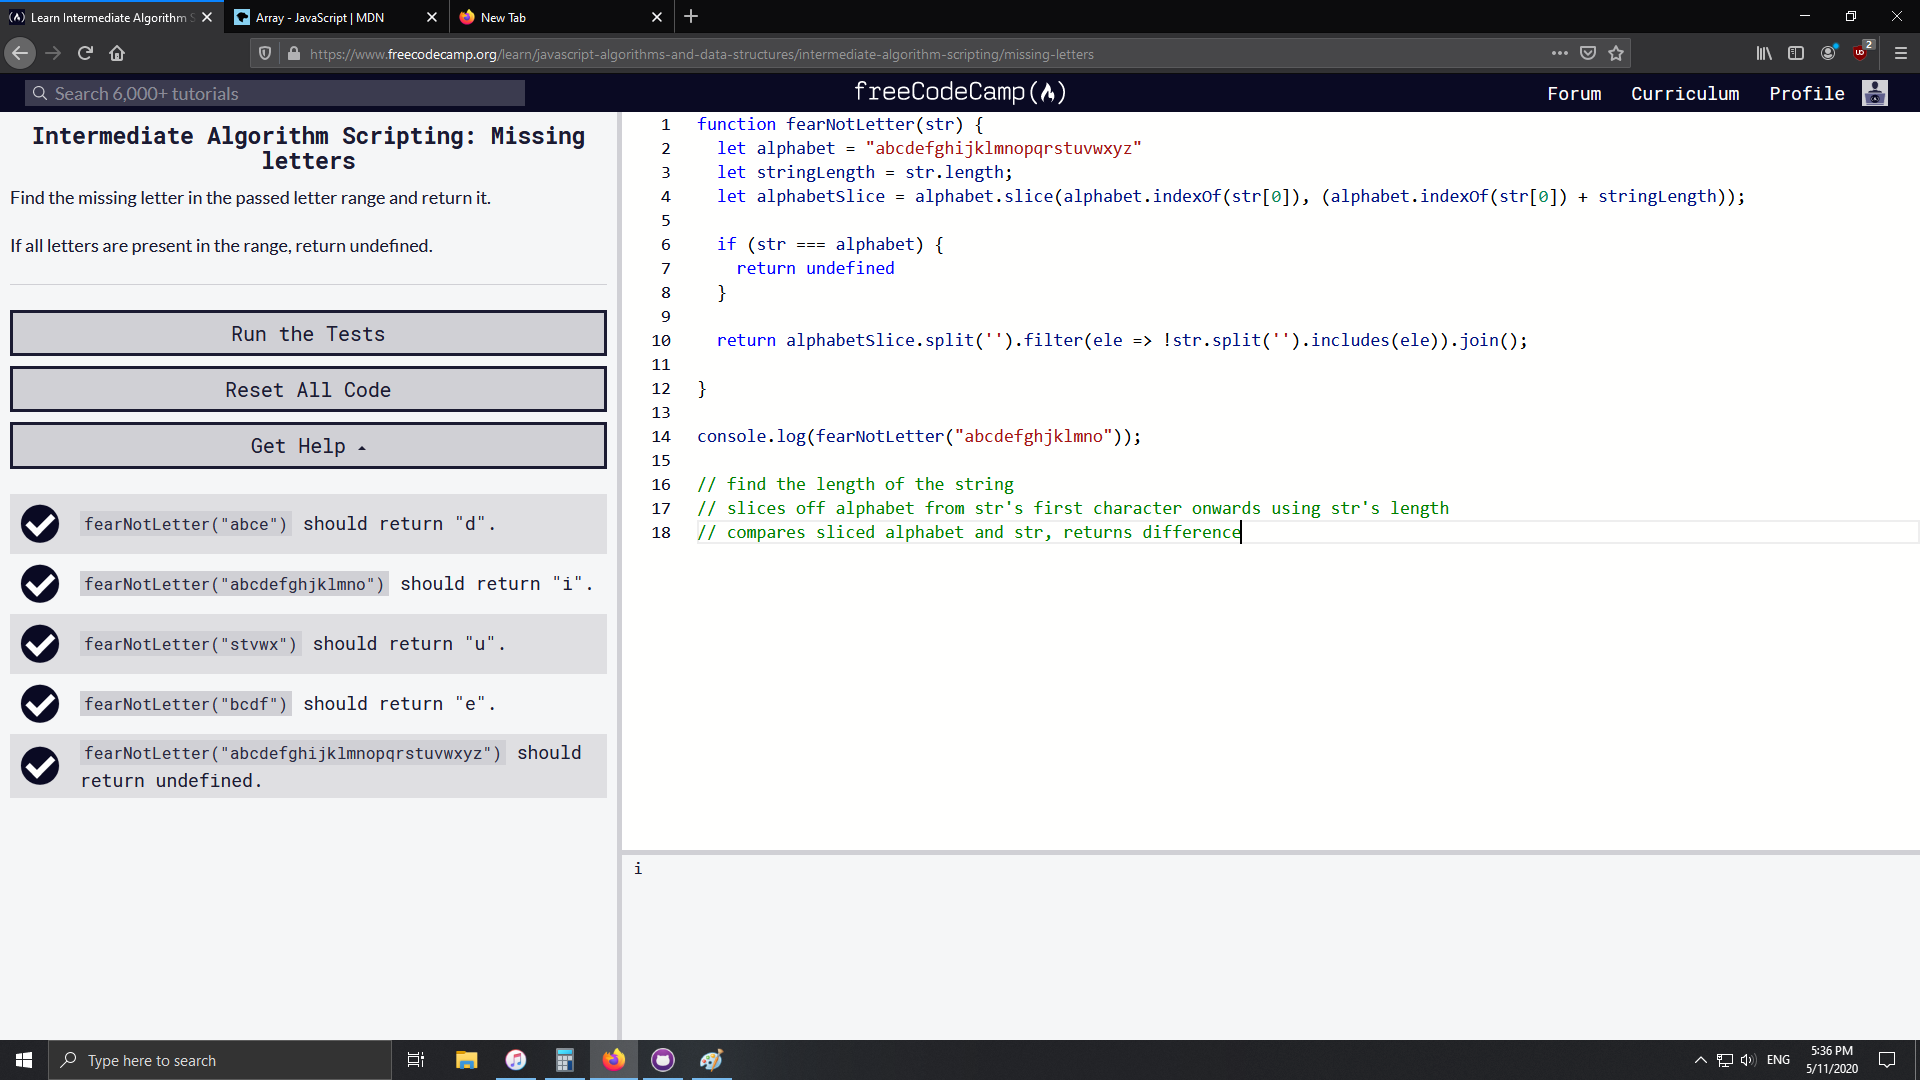 Learn Intermediate Algorithm S
Array - JavaScript | MDN
New Tab
https://www.freecodecamp.org/learn/javascript-algorithms-and-data-structures/intermediate-algorithm-scripting/missing-letters
2
Search 6,000+ tutorials
freeCodeCamp
Forum
Curriculum
Profile
Intermediate Algorithm Scripting: Missing
letters
Find the missing letter in the passed letter range and return it.
If all letters are present in the range, return undefined.
Run the Tests
Reset All Code
Get Help
fearNotLetter("abce") should return "d".
fearNotLetter("abcdefghjklmno") should return "i".
fearNotLetter("stvwx") should return "u".
fearNotLetter("bcdf") should return "e".
fearNotLetter("abcdefghijklmnopqrstuvwxyz") should
return undefined.
1 function fearNotLetter(str) {
2 let alphabet = "abcdefghijklmnopqrstuvwxyz"
3 let stringLength = str.length;
4 let alphabetSlice = alphabet.slice(alphabet.indexOf(str[0]), (alphabet.indexOf(str[0]) + stringLength));
5
6 if (str === alphabet) {
7 return undefined
8 }
9
10 return alphabetSlice.split('').filter(ele => !str.split('').includes(ele)).join();
11
12 }
13
14 console.log(fearNotLetter("abcdefghjklmno"));
15
16 // find the length of the string
17 // slices off alphabet from str's first character onwards using str's length
18 // compares sliced alphabet and str, returns difference
i
Type here to search
ENG
5:36 PM
5/11/2020